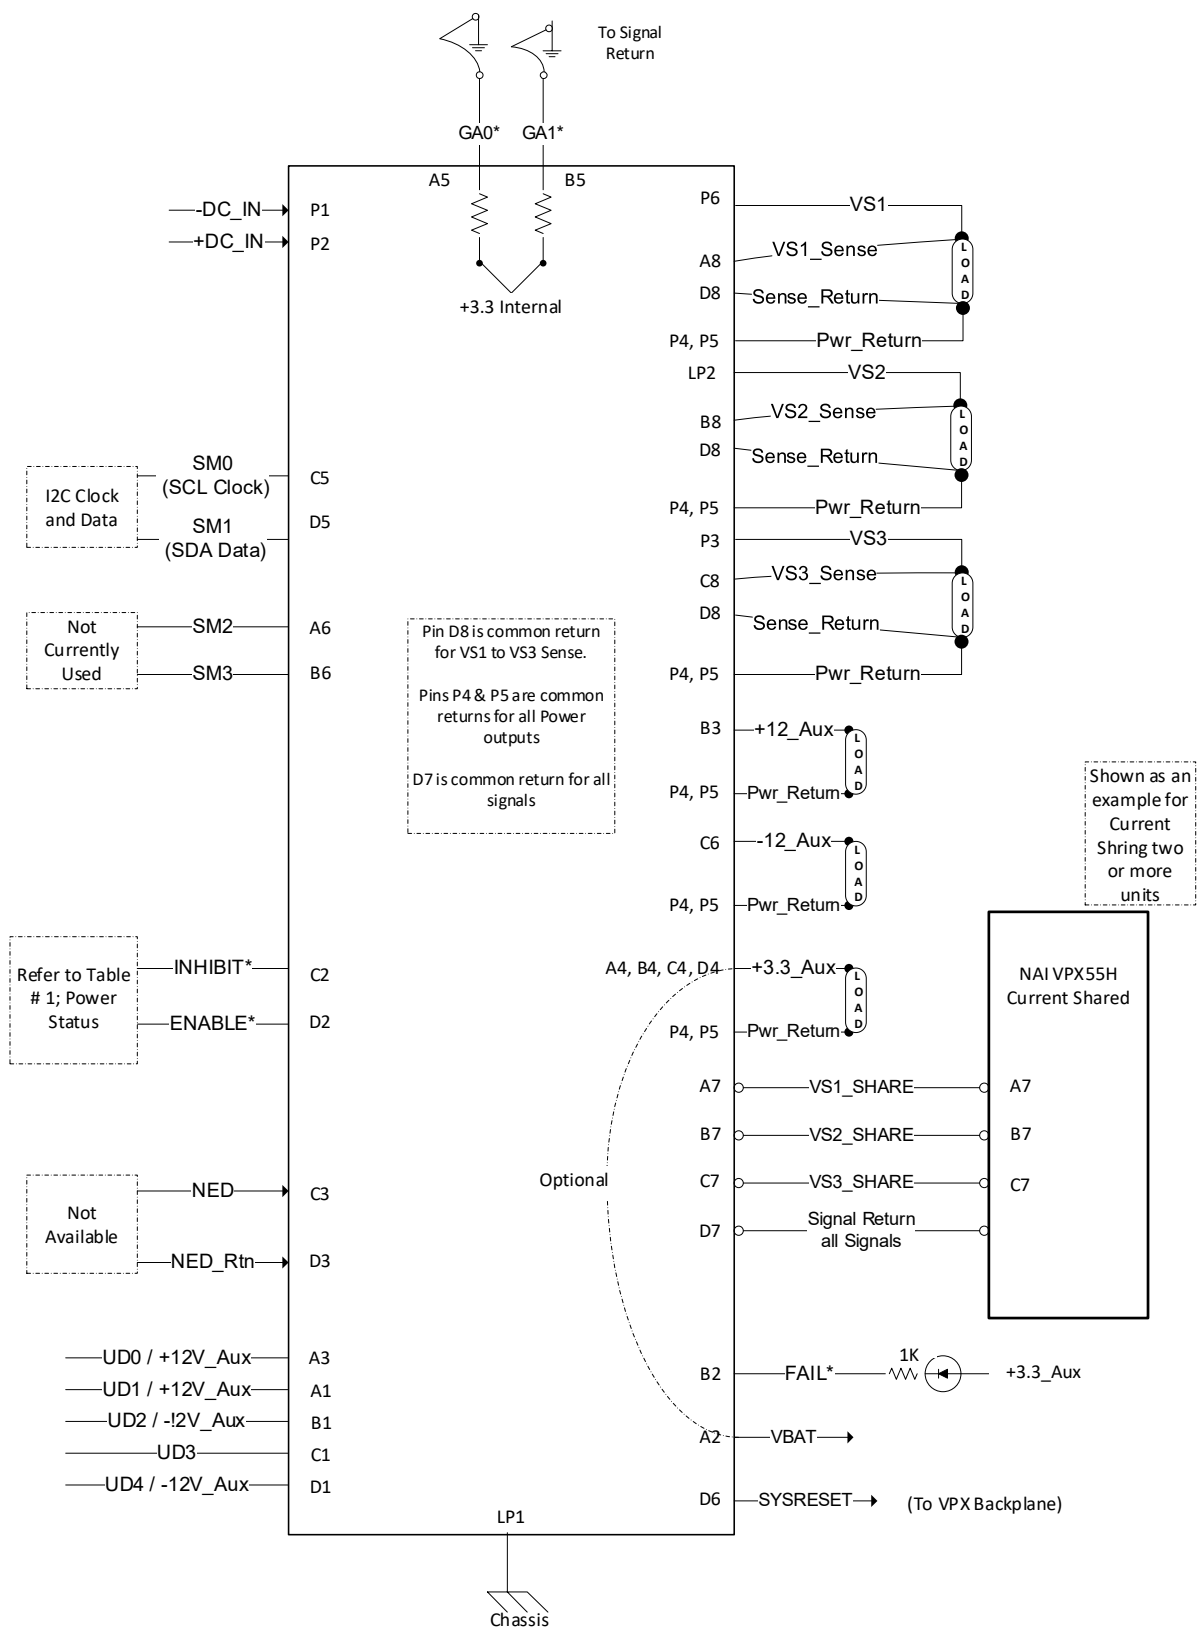 To Signal
Return
GA0*
GA1*
A5
B5
+3.3 Internal
-DC_IN
P1
+DC_IN
P2
I2C Clock
and Data
SM0
(SCL Clock)
C5
SM1
(SDA Data)
D5
Not
Currently
Used
SM2
A6
SM3
B6
Pin D8 is common return
for VS1 to VS3 Sense.
Pins P4 & P5 are common
returns for all Power
outputs
D7 is common return for all
signals
Refer to Table
# 1; Power
Status
INHIBIT*
C2
ENABLE*
D2
Not
Available
NED
C3
NED_Rtn
D3
UD0 / +12V_Aux
A3
UD1 / +12V_Aux
A1
UD2 / -!2V_Aux
B1
UD3
C1
UD4 / -12V_Aux
D1
LP1
Chassis
P6
VS1
A8
VS1_Sense
D8
Sense_Return
P4, P5
Pwr_Return
LOAD
LP2
VS2
B8
VS2_Sense
D8
Sense_Return
P4, P5
Pwr_Return
LOAD
P3
VS3
C8
VS3_Sense
D8
Sense_Return
P4, P5
Pwr_Return
LOAD
B3
+12_Aux
P4, P5
Pwr_Return
LOAD
C6
-12_Aux
P4, P5
Pwr_Return
LOAD
A4, B4, C4, D4
+3.3_Aux
P4, P5
Pwr_Return
LOAD
Optional
Shown as an
example for
Current
Shring two
or more
units
NAI VPX55H
Current Shared
A7
VS1_SHARE
A7
B7
VS2_SHARE
B7
C7
VS3_SHARE
C7
D7
Signal Return
all Signals
B2
FAIL*
1K
+3.3_Aux
A2
VBAT
D6
SYSRESET
(To VPX Backplane)